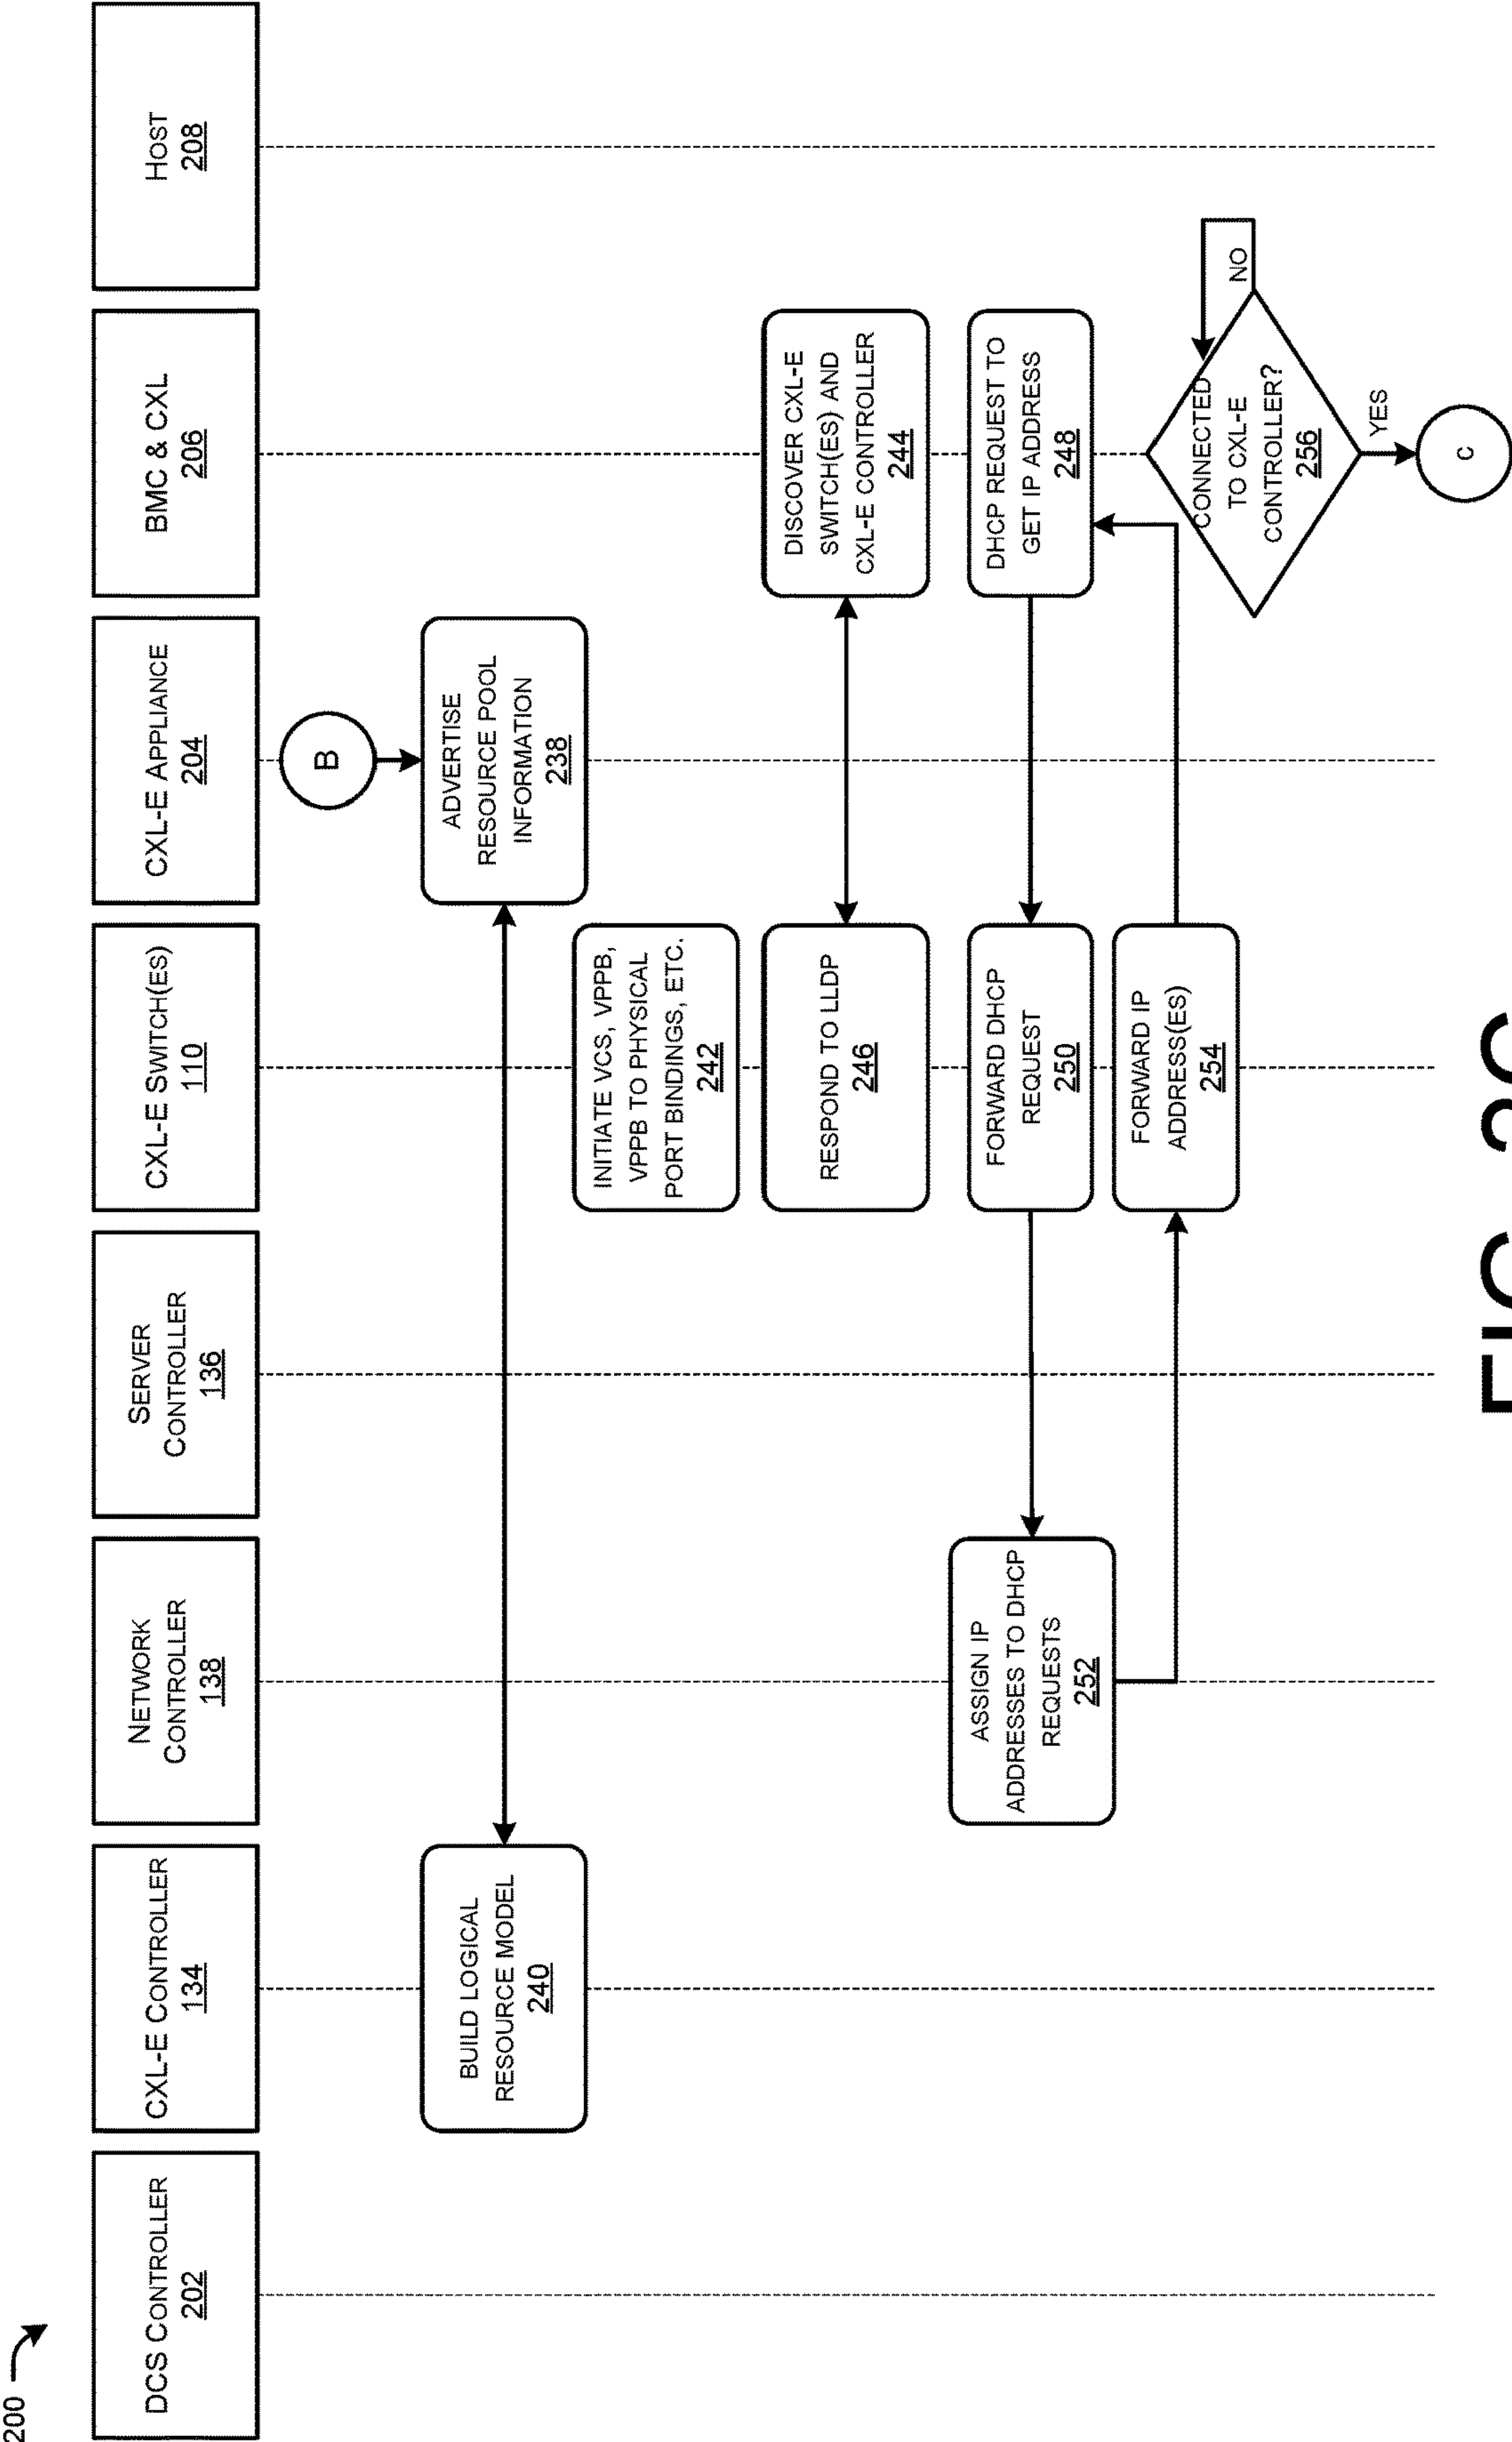 200
DCS CONTROLLER
202
CXL-E CONTROLLER
134
NETWORK
CONTROLLER
138
SERVER
CONTROLLER
136
CXL-E SWITCH(ES)
110
CXL-E APPLIANCE
204
BMC & CXL
206
HOST
208
B
BUILD LOGICAL
RESOURCE MODEL
240
ADVERTISE
RESOURCE POOL
INFORMATION
238
INITIATE VCS, VPPB,
VPPB TO PHYSICAL
PORT BINDINGS, ETC.
242
RESPOND TO LLDP
246
DISCOVER CXL-E
SWITCH(ES) AND
CXL-E CONTROLLER
244
ASSIGN IP
ADDRESSES TO DHCP
REQUESTS
252
FORWARD DHCP
REQUEST
250
DHCP REQUEST TO
GET IP ADDRESS
248
FORWARD IP
ADDRESS(ES)
254
CONNECTED
TO CXL-E
CONTROLLER?
256
NO
YES
C